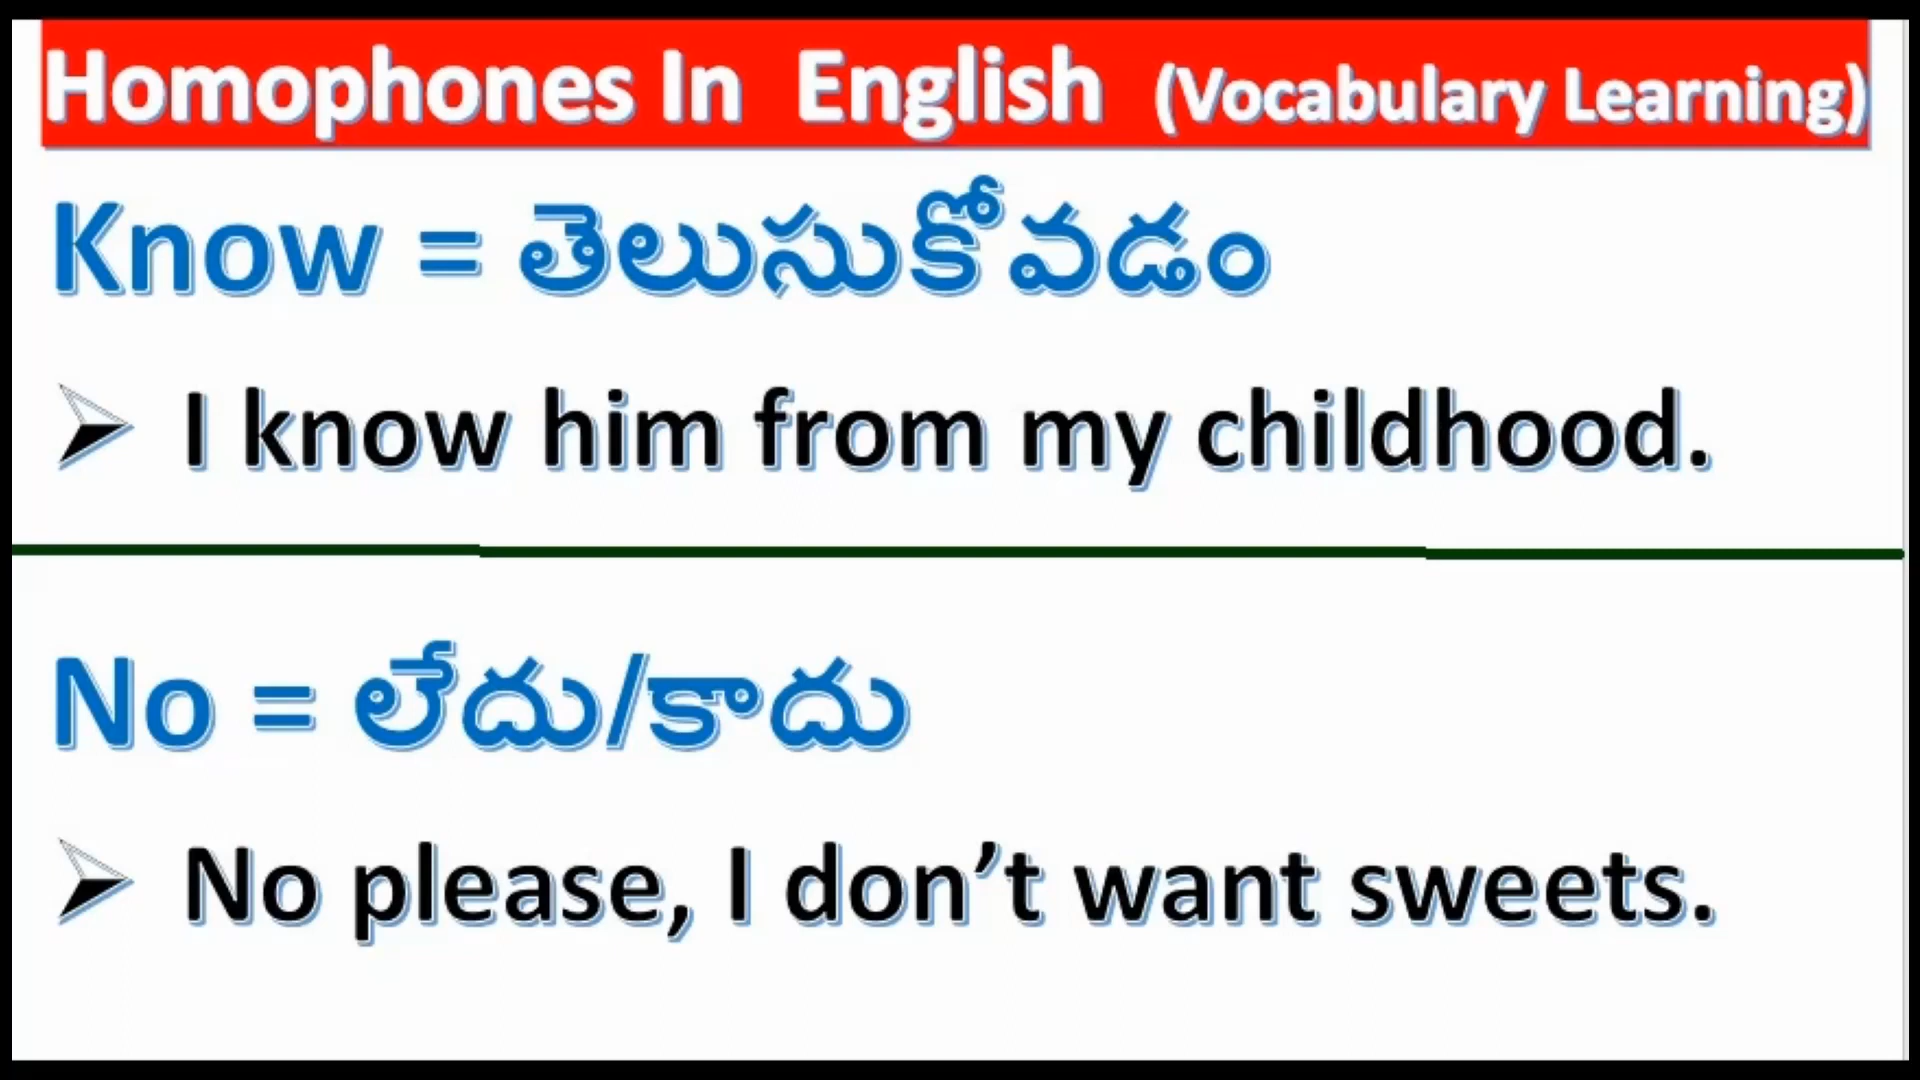 Homophones In English (Vocabulary Learning)
Know = తెలుసుకోవడం
➢ I know him from my childhood.
No = లేదు/కాదు
➢ No please, I don’t want sweets.